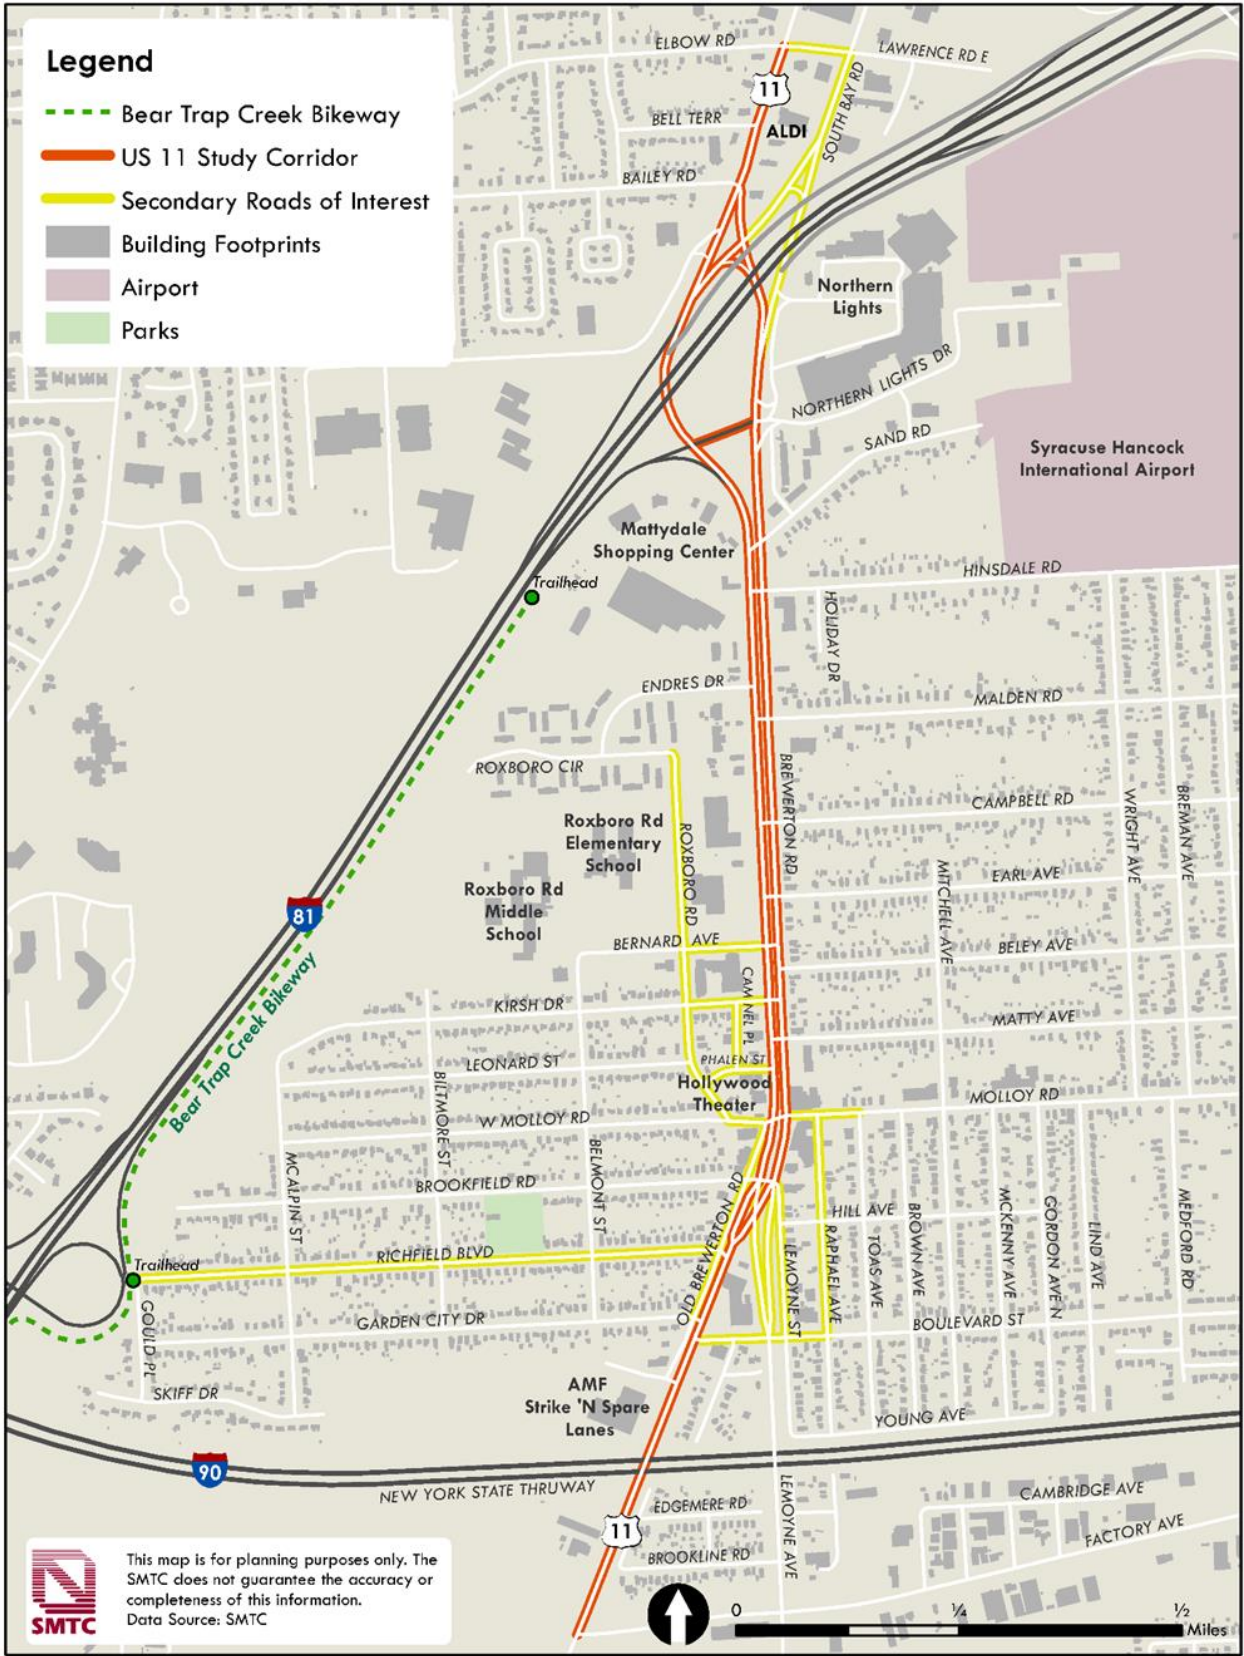 Legend
Bear Trap Creek Bikeway
US 11 Study Corridor
Secondary Roads of Interest
Building Footprints
Airport
Parks
ELBOW RD
LAWRENCE RD E
11
BELL TERR
ALDI
SOUTH BAY RD
BAILEY RD
Northern
Lights
NORTHERN LIGHTS DR
SAND RD
Syracuse Hancock
International Airport
Mattydale
Shopping Center
Trailhead
HINSDALE RD
HOLIDAY DR
ENDRES DR
MALDEN RD
ROXBORO CIR
BREWERTON RD
CAMPBELL RD
WRIGHT AVE
BREMAN AVE
Roxboro Rd
Elementary
School
ROXBORO RD
EARL AVE
MITCHELL AVE
Roxboro Rd
Middle
School
81
BERNARD AVE
BELEY AVE
Bear Trap Creek Bikeway
CAMINEL PL
KIRSH DR
MATTY AVE
LEONARD ST
PHALEN ST
Hollywood
Theater
BILTMORE ST
W MOLLOY RD
MOLLOY RD
MCALPIN ST
BELMONT ST
BROOKFIELD RD
OLD BREWERTON RD
HILL AVE
RICHFIELD BLVD
LEMOYNE ST
RAPHAEL AVE
TOAS AVE
BROWN AVE
MCKENNY AVE
GORDON AVE N
LIND AVE
MEDFORD RD
Trailhead
GOULD PL
GARDEN CITY DR
BOULEVARD ST
SKIFF DR
AMF
Strike 'N Spare
Lanes
YOUNG AVE
90
NEW YORK STATE THRUWAY
LEMOYNE AVE
EDGEMERE RD
CAMBRIDGE AVE
11
FACTORY AVE
BROOKLINE RD
SMTC
This map is for planning purposes only. The
SMTC does not guarantee the accuracy or
completeness of this information.
Data Source: SMTC
0 ¼ ½
Miles